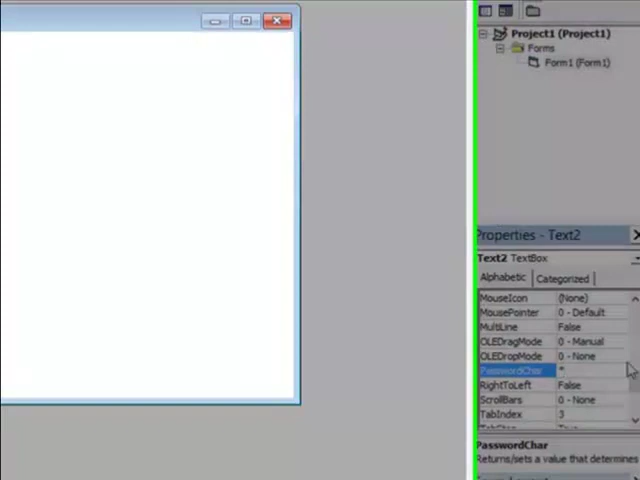 Project1 (Project1)
Forms
Form1 (Form1)
Properties - Text2
Text2 TextBox
Alphabetic Categorized
MouseIcon (None)
MousePointer 0 - Default
MultiLine False
OLEDragMode 0 - Manual
OLEDropMode 0 - None
PasswordChar *
RightToLeft False
ScrollBars 0 - None
TabIndex 3
PasswordChar
Returns/sets a value that determines